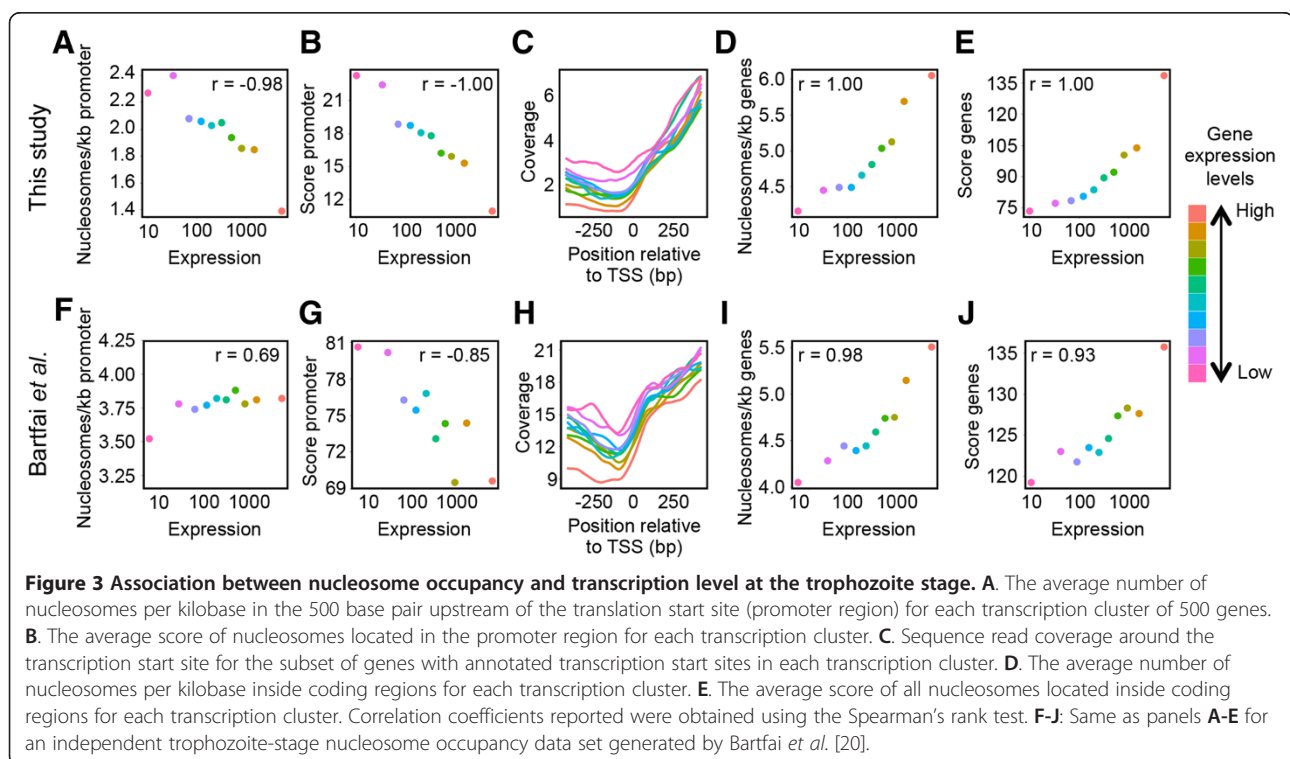 This study
A
Nucleosomes/kb promoter
2.4
2.2
2.0
1.8
1.6
1.4
r = -0.98
10 100 1000
Expression
B
Score promoter
21
18
15
12
r = -1.00
10 100 1000
Expression
C
Coverage
6
4
2
-250 0 250
Position relative
to TSS (bp)
D
Nucleosomes/kb genes
6.0
5.5
5.0
4.5
r = 1.00
10 100 1000
Expression
E
Score genes
135
120
105
90
75
r = 1.00
10 100 1000
Expression
Gene
expression
levels
High
Low
Bartfai et al.
F
Nucleosomes/kb promoter
4.25
4.00
3.75
3.50
3.25
r = 0.69
10 100 1000
Expression
G
Score promoter
81
78
75
72
69
r = -0.85
10 100 1000
Expression
H
Coverage
21
18
15
12
9
-250 0 250
Position relative
to TSS (bp)
I
Nucleosomes/kb genes
5.5
5.0
4.5
4.0
r = 0.98
10 100 1000
Expression
J
Score genes
135
130
125
120
r = 0.93
10 100 1000
Expression
Figure 3 Association between nucleosome occupancy and transcription level at the trophozoite stage. A. The average number of
nucleosomes per kilobase in the 500 base pair upstream of the translation start site (promoter region) for each transcription cluster of 500 genes.
B. The average score of nucleosomes located in the promoter region for each transcription cluster. C. Sequence read coverage around the
transcription start site for the subset of genes with annotated transcription start sites in each transcription cluster. D. The average number of
nucleosomes per kilobase inside coding regions for each transcription cluster. E. The average score of all nucleosomes located inside coding
regions for each transcription cluster. Correlation coefficients reported were obtained using the Spearman's rank test. F-J: Same as panels A-E for
an independent trophozoite-stage nucleosome occupancy data set generated by Bartfai et al. [20].